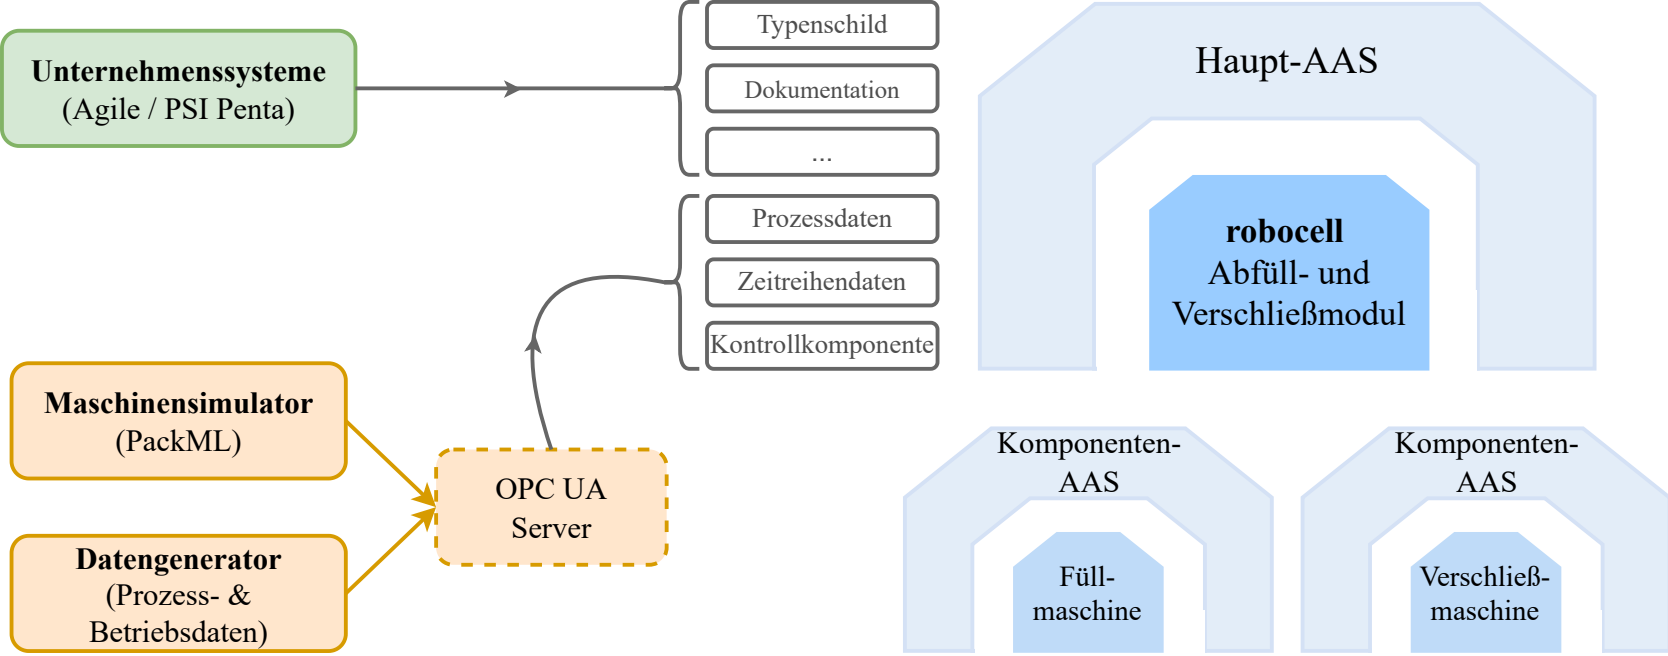 Unternehmenssysteme
(Agile / PSI Penta)
Typenschild
Dokumentation
...
Prozessdaten
Zeitreihendaten
Kontrollkomponente
Haupt-AAS
robocell
Abfüll- und
Verschließmodul
Maschinensimulator
(PackML)
Datengenerator
(Prozess- &
Betriebsdaten)
OPC UA
Server
Komponenten-
AAS
Füll-
maschine
Komponenten-
AAS
Verschließ-
maschine